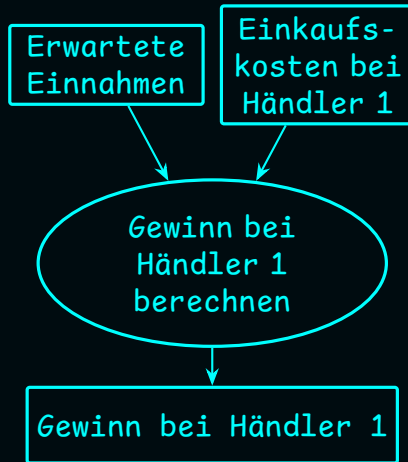 Erwartete
Einnahmen
Einkaufs-
kosten bei
Händler 1
Gewinn bei
Händler 1
berechnen
Gewinn bei Händler 1